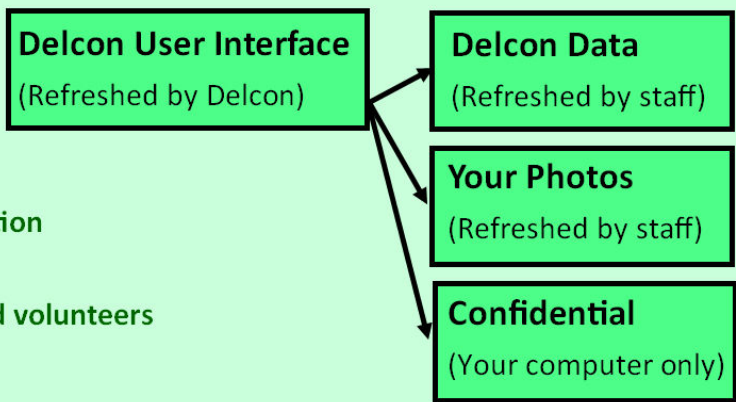 Delcon User Interface
(Refreshed by Delcon)
Delcon Data
(Refreshed by staff)
Your Photos
(Refreshed by staff)
volunteers
Confidential
(Your computer only)